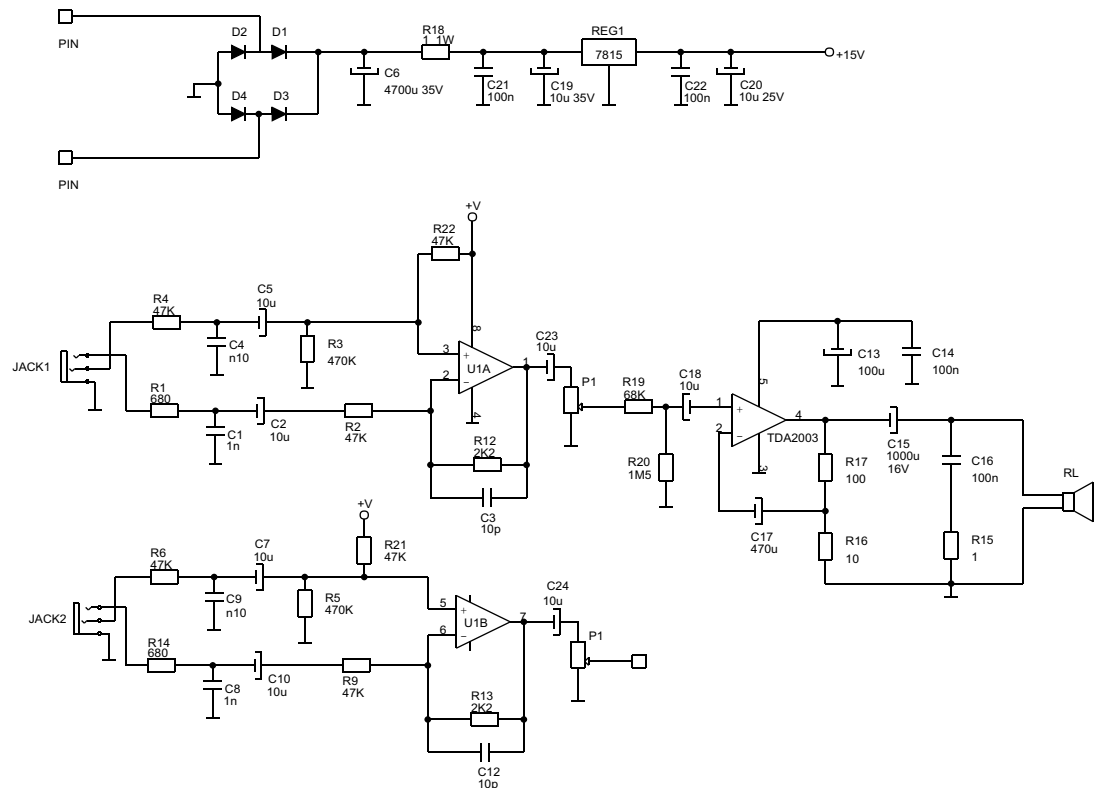 PIN
D2
D1
D4
D3
PIN
C6
4700u 35V
R18
1 1W
C21
100n
C19
10u 35V
REG1
7815
C22
100n
C20
10u 25V
+15V
+V
R22
47K
C5
10u
R4
47K
C4
n10
R3
470K
JACK1
R1
680
C1
1n
C2
10u
R2
47K
8
3
+
2
−
U1A
1
4
R12
2K2
C3
10p
C23
10u
P1
R19
68K
R20
1M5
C18
10u
1
+
2
−
5
4
TDA2003
3
C13
100u
C14
100n
C15
1000u
16V
R17
100
C17
470u
R16
10
C16
100n
R15
1
RL
+V
R21
47K
C7
10u
R6
47K
C9
n10
R5
470K
JACK2
R14
680
C8
1n
C10
10u
R9
47K
5
+
6
−
U1B
7
R13
2K2
C12
10p
C24
10u
P1